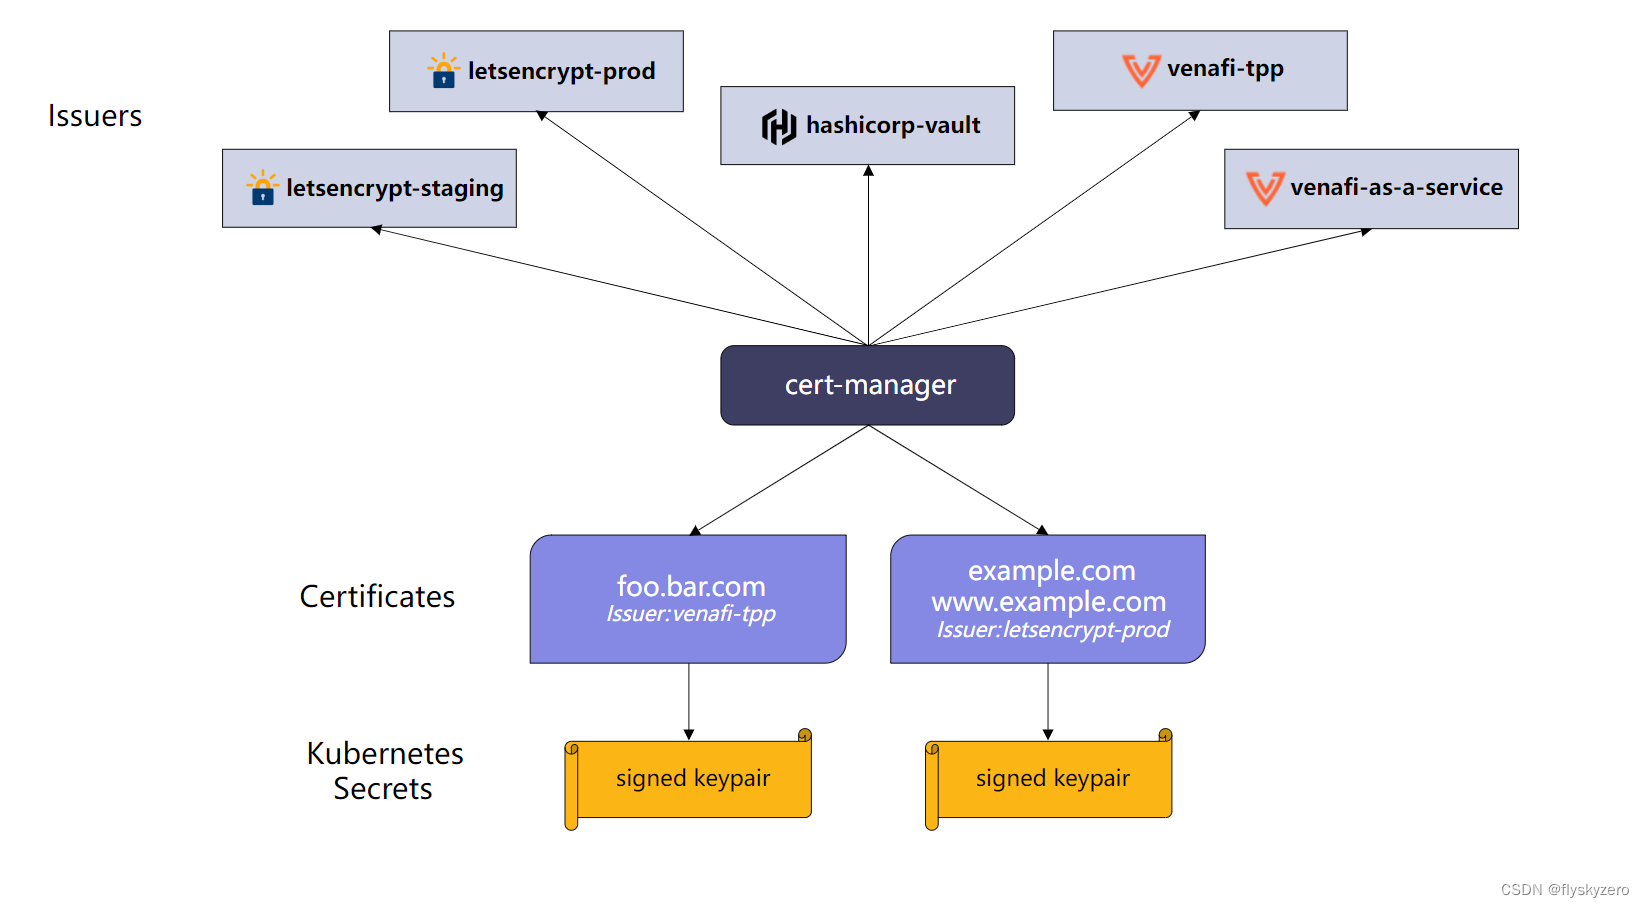 Issuers
letsencrypt-prod
venafi-tpp
hashicorp-vault
letsencrypt-staging
venafi-as-a-service
cert-manager
Certificates
foo.bar.com
Issuer:venafi-tpp
example.com
www.example.com
Issuer:letsencrypt-prod
Kubernetes
Secrets
signed keypair
signed keypair
CSDN @flyskyzero